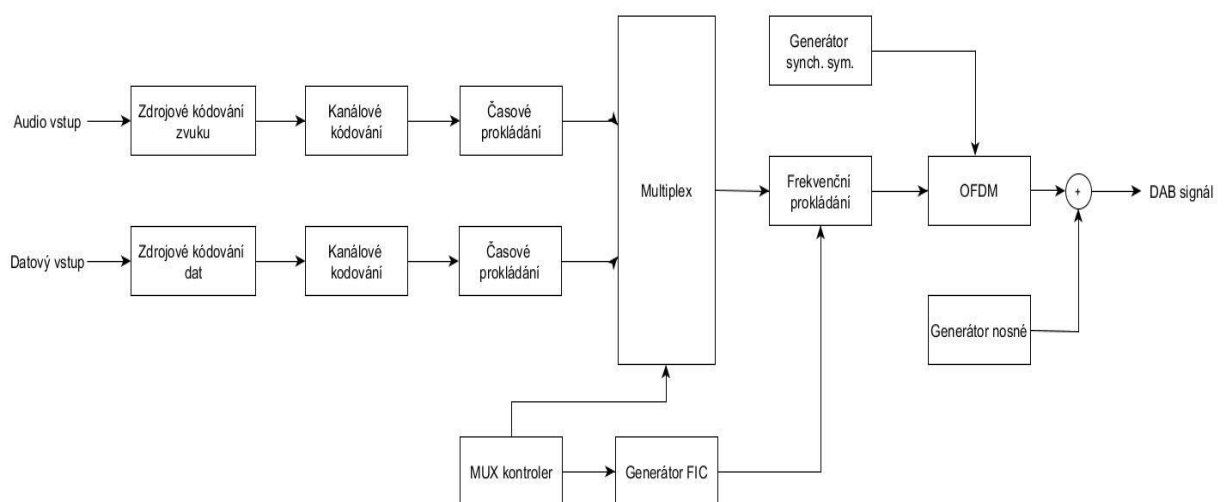 Generátor
synch. sym.
Audio vstup
Zdrojové kódování
zvuku
Kanálové
kódování
Časové
prokládání
Multiplex
Frekvenční
prokládání
OFDM
+
DAB signál
Datový vstup
Zdrojové kódování
dat
Kanálové
kodování
Časové
prokládání
Generátor nosné
MUX kontroler
Generátor FIC